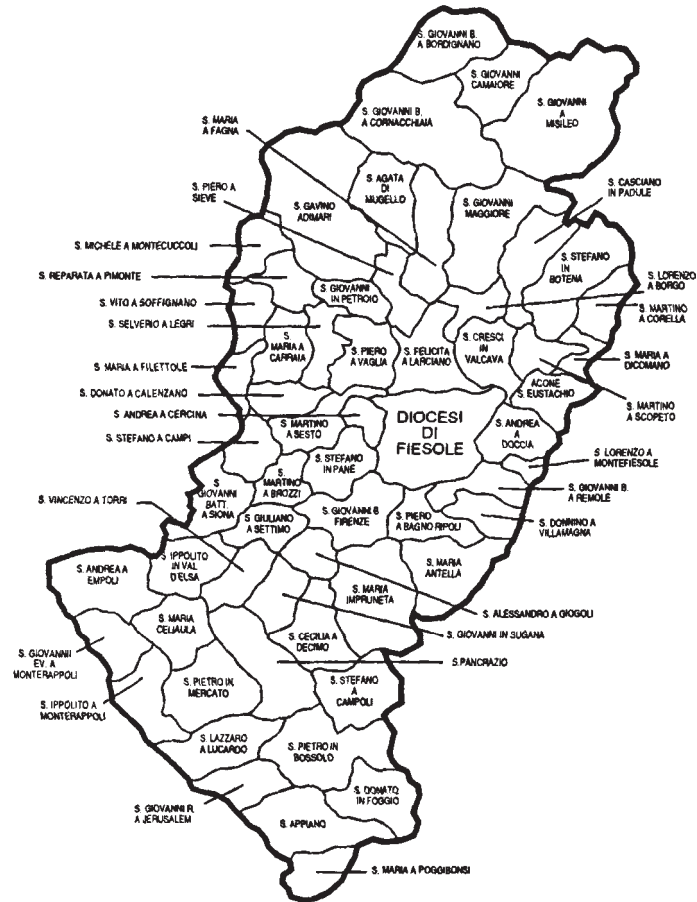 S. GIOVANNI B.
A BORDIGNANO
S. GIOVANNI
CAMAIORE
S. GIOVANNI
A
MISILEO
S. GIOVANNI B.
A CORNACCHIAIA
S. MARIA
A FAGNA
S. AGATA
DI
MUGELLO
S. CASCIANO
IN PADULE
S. PIERO A
SIEVE
S. GAVINO
ADIMARI
S. GIOVANNI
MAGGIORE
S. MICHELE A MONTECUCCOLI
S. STEFANO
IN
BOTENA
S. REPARATA A PIMONTE
S. GIOVANNI
IN PETROIO
S. LORENZO
A BORGO
S. VITO A SOFFIGNANO
S. MARTINO
A CORELLA
S. SELVERIO A LEGRI
S.
MARIA A
CARRAIA
S. PIERO
A VAGLIA
S. FELICITA
A LARCIANO
S. CRESCI
IN
VALCAVA
S. MARIA A
DICOMANO
S. MARIA A FILETTOLE
ACONE
S. EUSTACHIO
S. MARTINO
A SCOPETO
S. DONATO A CALENZANO
S. ANDREA A CERCINA
S. MARTINO
A SESTO
DIOCESI
DI
FIESOLE
S. ANDREA
A
DOCCIA
S. STEFANO A CAMPI
S. STEFANO
IN PANE
S. LORENZO A
MONTEFIESOLE
S.
MARTINO
A BROZZI
S.
GIOVANNI
BATT.
A SIGNA
S. GIOVANNI B.
A REMOLE
S. VINCENZO A TORRI
S. GIULIANO
A SETTIMO
S. GIOVANNI B
FIRENZE
S. PIERO
A BAGNO RIPOLI
S. DONNINO A
VILLAMAGNA
S. ANDREA A
EMPOLI
S. IPPOLITO
IN VAL
D'ELSA
S. MARIA
ANTELLA
S. MARIA
IMPRUNETA
S. ALESSANDRO A GIOGOLI
S. MARIA
CELIAULA
S. GIOVANNI IN SUGANA
S. CECILIA A
DECIMO
S. GIOVANNII
EV. A
MONTERAPPOLI
S.PANCRAZIO
S. PIETRO IN
MERCATO
S. STEFANO
A
CAMPOLI
S. IPPOLITO A
MONTERAPPOLI
S. LAZZARO
A LUCARDO
S. PIETRO IN
BOSSOLO
S. GIOVANNI R.
A JERUSALEM
S. DONATO
IN FOGGIO
S. APPIANO
S. MARIA A POGGIBONSI